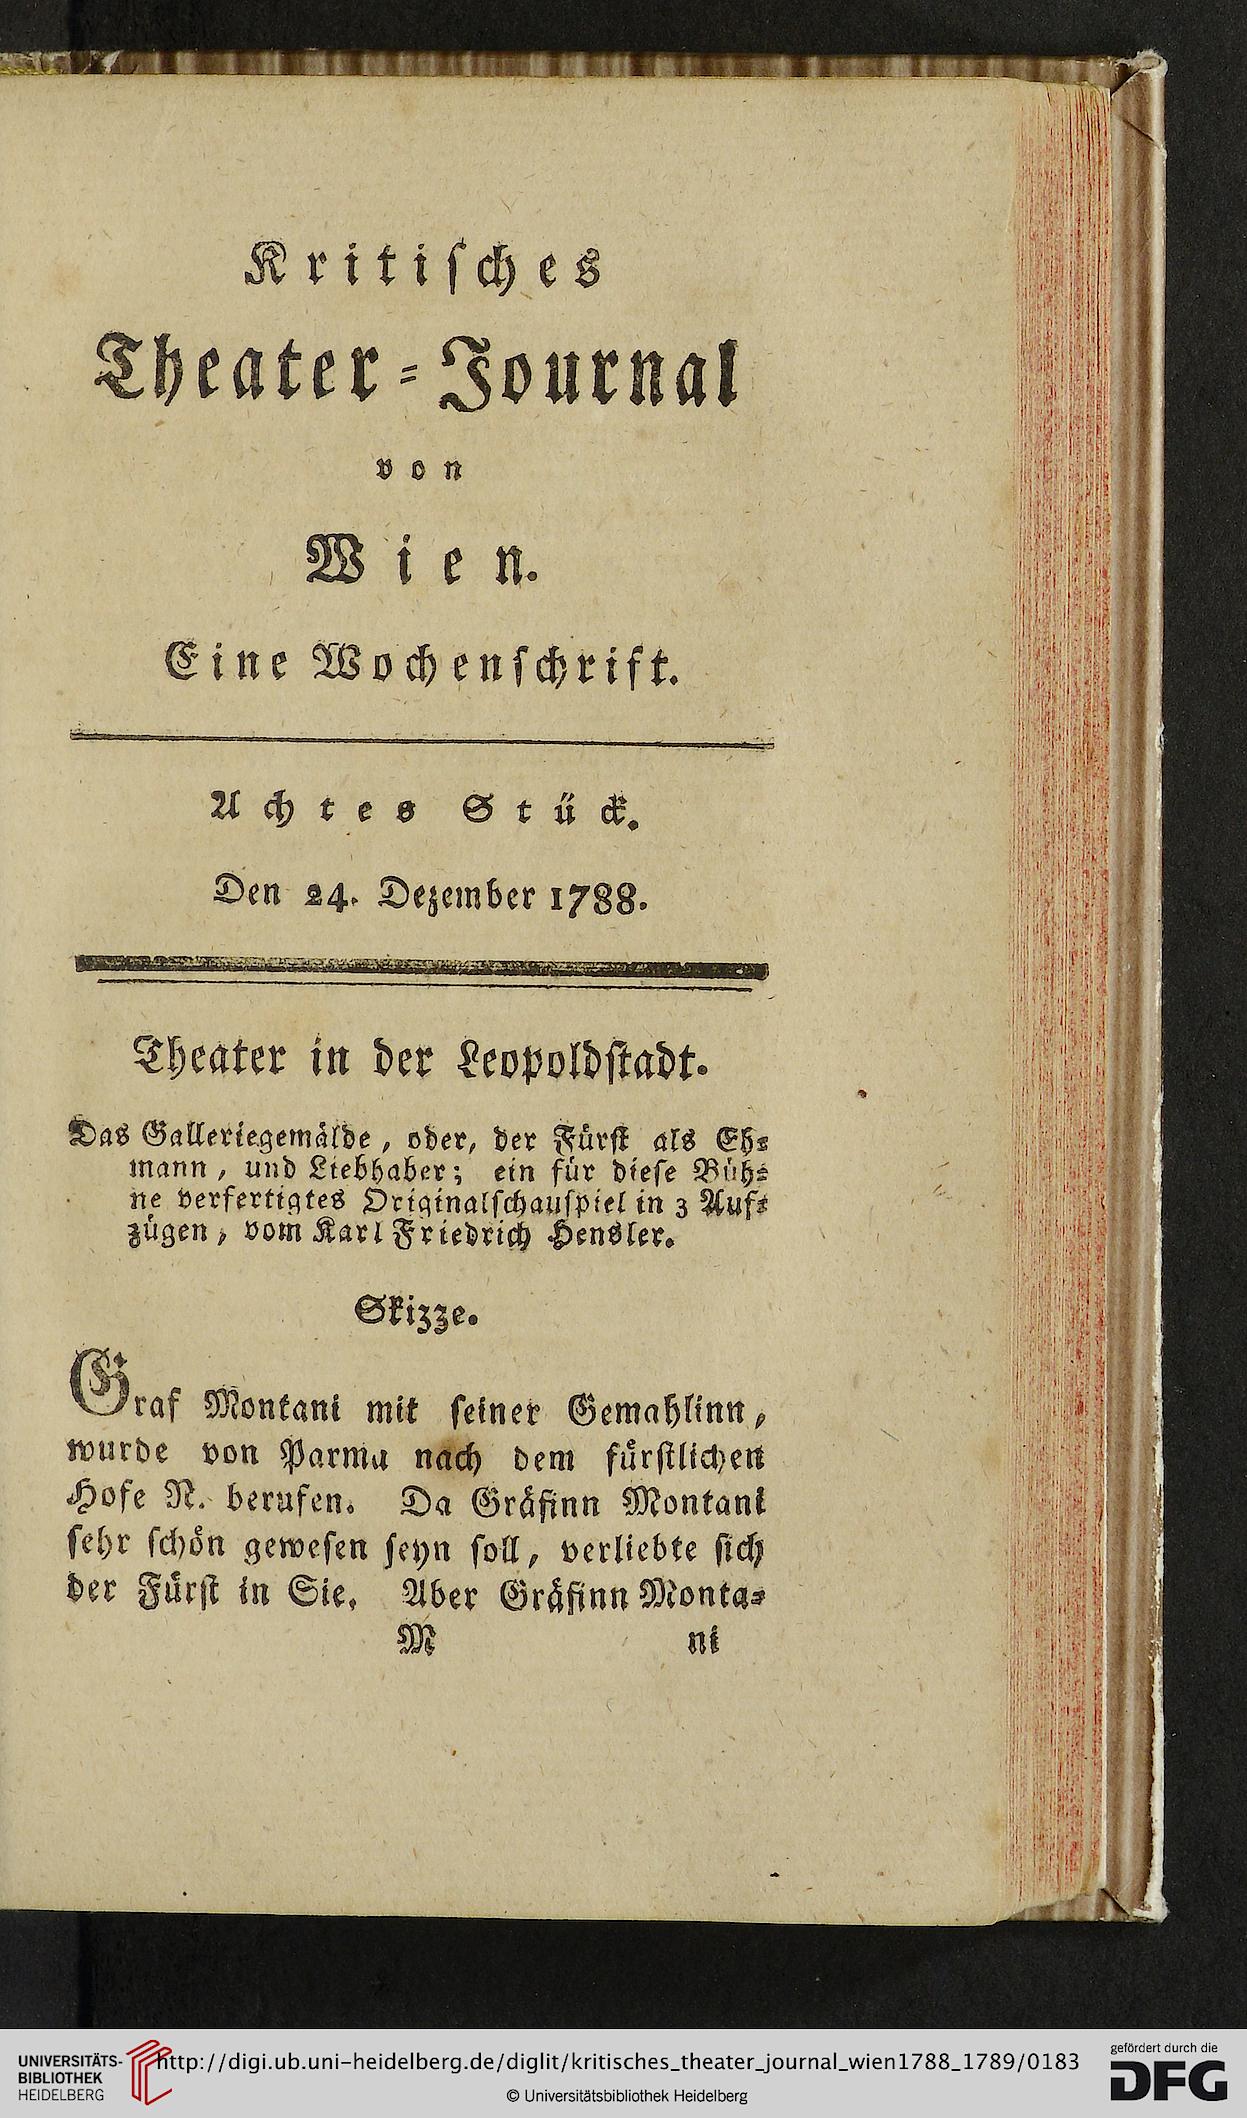 Kritiſches
Theater-Journal
von
Wien.
Eine Wochenſchrift.
Achtes Stück.
Den 24. Dezember 1788.
Theater in der Leopoldſtadt.
Das Galleriegemälde, oder, der Fürſt als Eh-
mann, und Liebhaber; ein für dieſe Büh-
ne verfertigtes Originalſchauſpiel in 3 Auf-
zügen, vom Karl Friedrich Hensler.
Skizze.
Graf Montani mit ſeiner Gemahlinn,
wurde von Parma nach dem fürſtlichen
Hofe N. berufen. Da Gräfinn Montani
ſehr ſchön geweſen ſeyn ſoll, verliebte ſich
der Fürſt in Sie. Aber Gräfinn Monta-
M ni
UNIVERSITÄTS-
BIBLIOTHEK
HEIDELBERG
http://digi.ub.uni-heidelberg.de/diglit/kritisches_theater_journal_wien1788_1789/0183
© Universitätsbibliothek Heidelberg
gefördert durch die
DFG